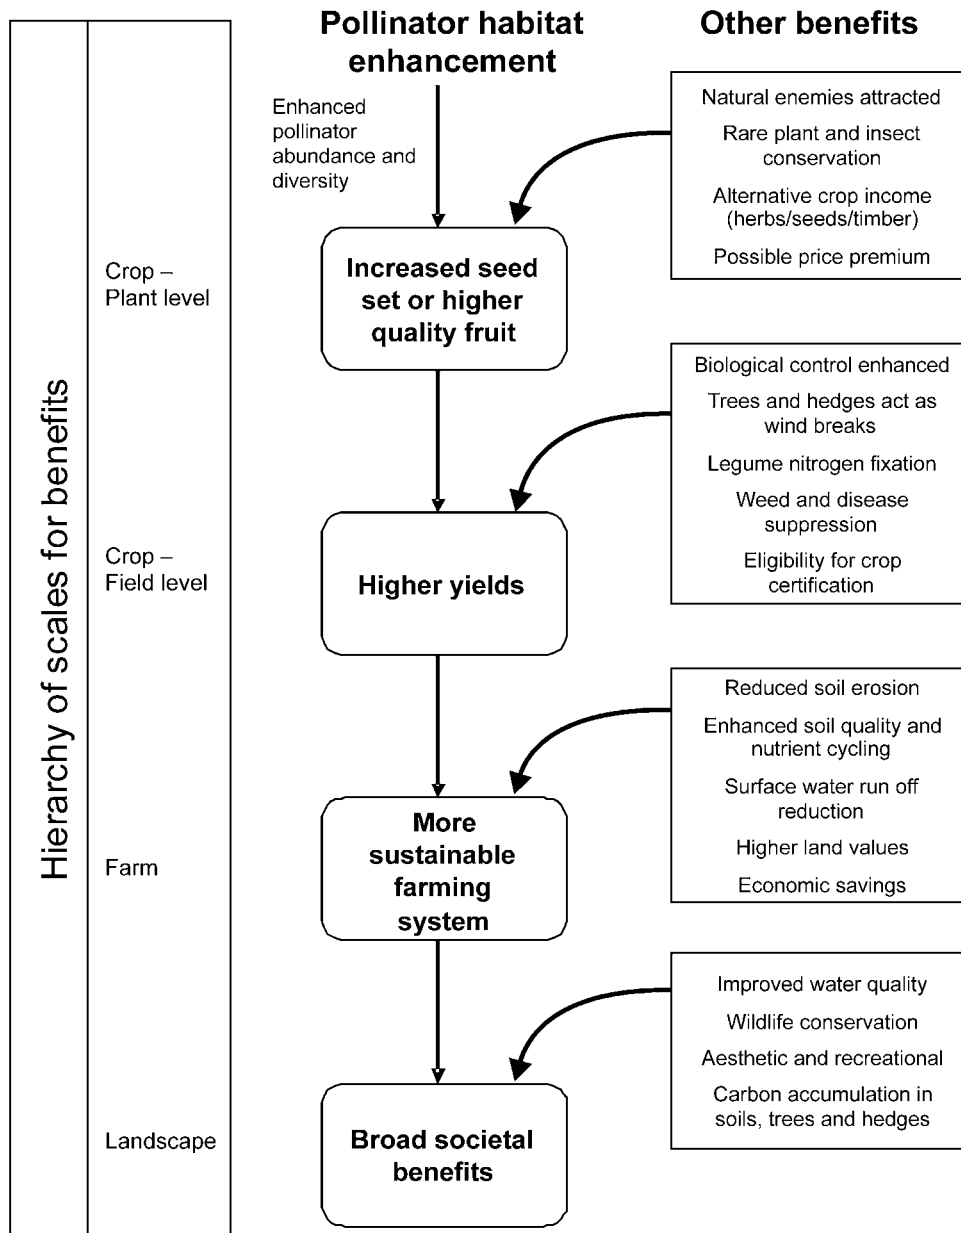 Pollinator habitat
enhancement
Other benefits
Enhanced
pollinator
abundance and
diversity
Natural enemies attracted
Rare plant and insect
conservation
Alternative crop income
(herbs/seeds/timber)
Possible price premium
Hierarchy of scales for benefits
Crop –
Plant level
Increased seed
set or higher
quality fruit
Biological control enhanced
Trees and hedges act as
wind breaks
Legume nitrogen fixation
Weed and disease
suppression
Eligibility for crop
certification
Crop –
Field level
Higher yields
Reduced soil erosion
Enhanced soil quality and
nutrient cycling
Surface water run off
reduction
Higher land values
Economic savings
Farm
More
sustainable
farming
system
Improved water quality
Wildlife conservation
Aesthetic and recreational
Carbon accumulation in
soils, trees and hedges
Landscape
Broad societal
benefits